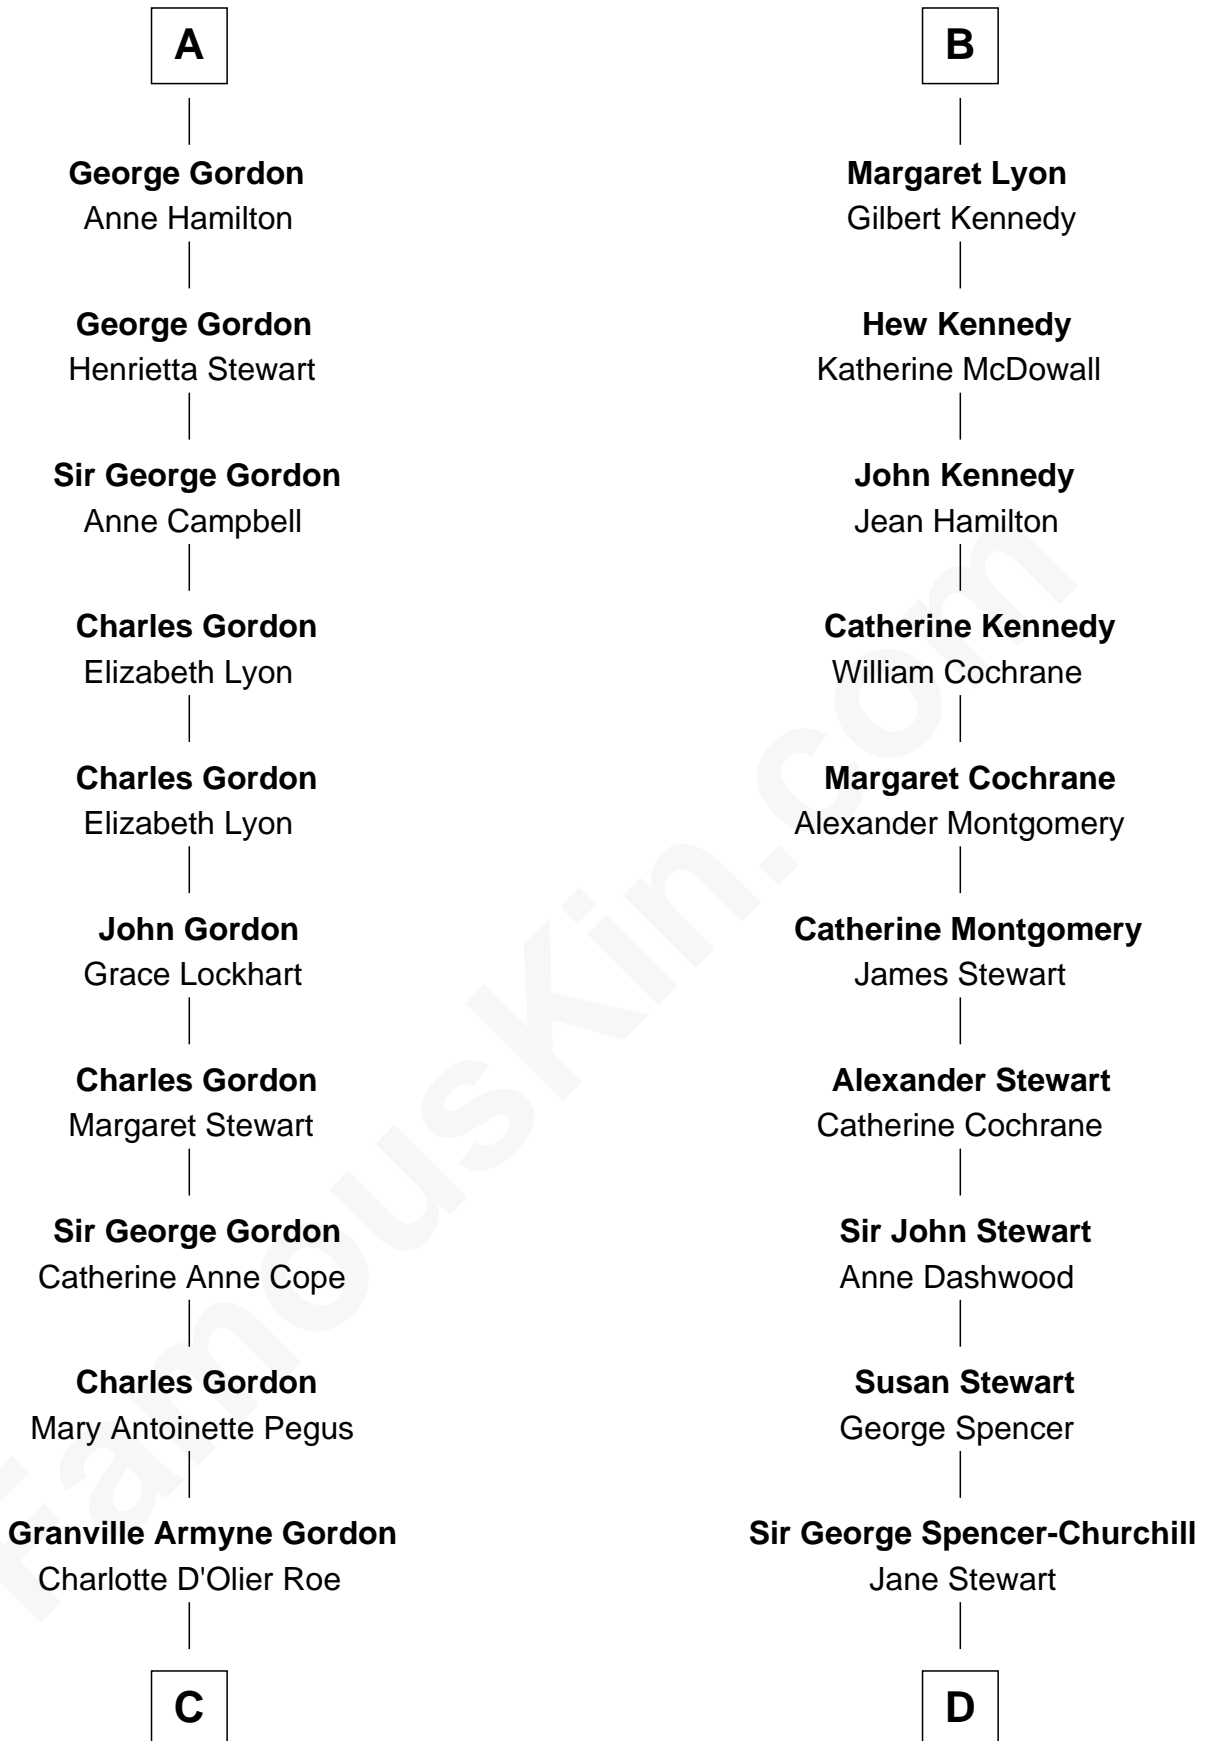 A
George Gordon
Anne Hamilton
George Gordon
Henrietta Stewart
Sir George Gordon
Anne Campbell
Charles Gordon
Elizabeth Lyon
Charles Gordon
Elizabeth Lyon
John Gordon
Grace Lockhart
Charles Gordon
Margaret Stewart
Sir George Gordon
Catherine Anne Cope
Charles Gordon
Mary Antoinette Pegus
Granville Armyne Gordon
Charlotte D'Olier Roe
C
B
Margaret Lyon
Gilbert Kennedy
Hew Kennedy
Katherine McDowall
John Kennedy
Jean Hamilton
Catherine Kennedy
William Cochrane
Margaret Cochrane
Alexander Montgomery
Catherine Montgomery
James Stewart
Alexander Stewart
Catherine Cochrane
Sir John Stewart
Anne Dashwood
Susan Stewart
George Spencer
Sir George Spencer-Churchill
Jane Stewart
D
FamousKin.com